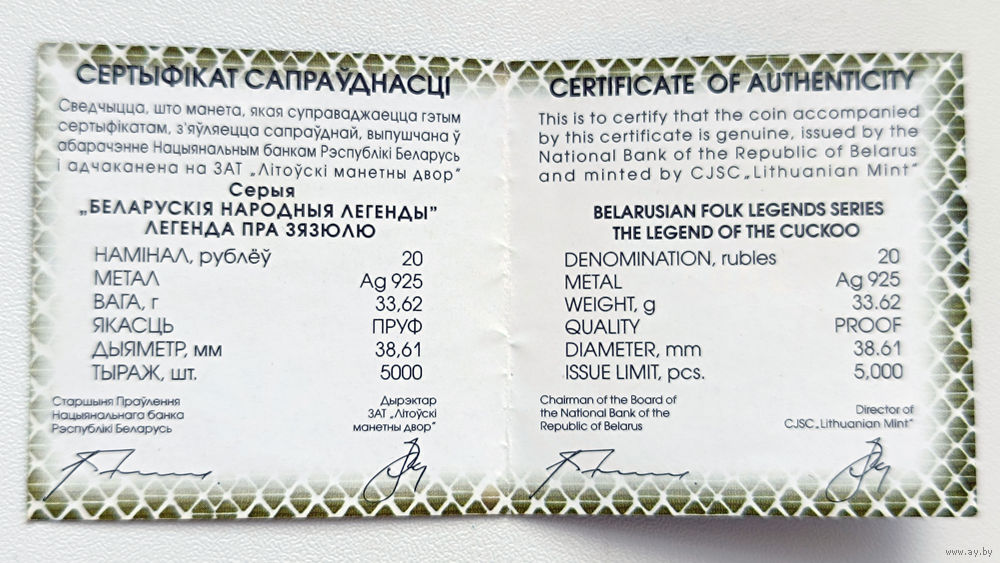 СЕРТЫФІКАТ САПРАЎДНАСЦІ
Сведчыцца, што манета, якая суправаджаецца гэтым
сертыфікатам, з'яўляецца сапраўднай, выпушчана ў
абарачэнне Нацыянальным банкам Рэспублікі Беларусь
і адчаканена на ЗАТ „Літоўскі манетны двор"
Серыя
„БЕЛАРУСКІЯ НАРОДНЫЯ ЛЕГЕНДЫ"
ЛЕГЕНДА ПРА ЗЯЗЮЛЮ
НАМІНАЛ, рублёў 20
МЕТАЛ Ag 925
ВАГА, г 33,62
ЯКАСЦЬ ПРУФ
ДЫЯМЕТР, мм 38,61
ТЫРАЖ, шт. 5000
Старшыня Праўлення
Нацыянальнага банка
Рэспублікі Беларусь
Дырэктар
ЗАТ „Літоўскі
манетны двор"
CERTIFICATE OF AUTHENTICITY
This is to certify that the coin accompanied
by this certificate is genuine, issued by the
National Bank of the Republic of Belarus
and minted by CJSC „Lithuanian Mint"
BELARUSIAN FOLK LEGENDS SERIES
THE LEGEND OF THE CUCKOO
DENOMINATION, rubles 20
METAL Ag 925
WEIGHT, g 33.62
QUALITY PROOF
DIAMETER, mm 38.61
ISSUE LIMIT, pcs. 5,000
Chairman of the Board of
the National Bank of the
Republic of Belarus
Director of
CJSC „Lithuanian Mint"
www.ay.by